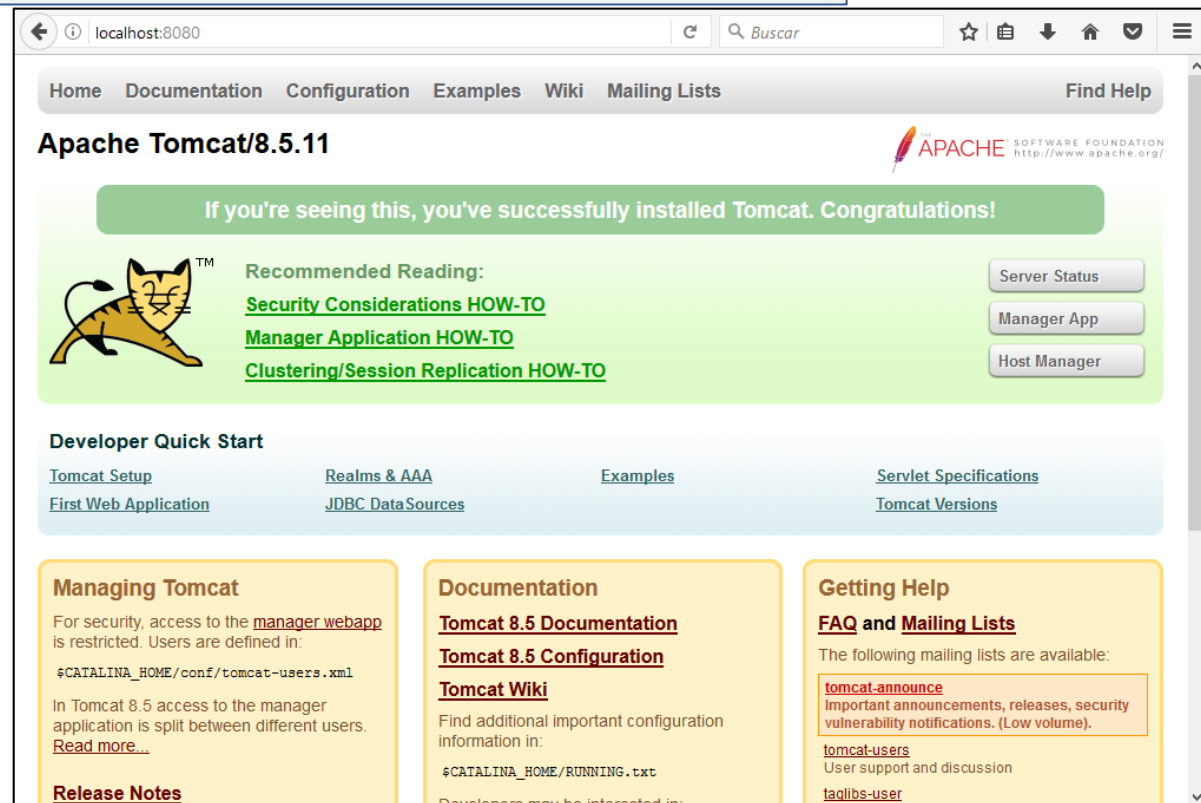 localhost:8080
Buscar
Home Documentation Configuration Examples Wiki Mailing Lists Find Help
Apache Tomcat/8.5.11
THE APACHE SOFTWARE FOUNDATION
http://www.apache.org/
If you're seeing this, you've successfully installed Tomcat. Congratulations!
TM
Recommended Reading:
Security Considerations HOW-TO
Manager Application HOW-TO
Clustering/Session Replication HOW-TO
Server Status
Manager App
Host Manager
Developer Quick Start
Tomcat Setup
First Web Application
Realms & AAA
JDBC DataSources
Examples
Servlet Specifications
Tomcat Versions
Managing Tomcat
For security, access to the manager webapp
is restricted. Users are defined in:
$CATALINA_HOME/conf/tomcat-users.xml
In Tomcat 8.5 access to the manager
application is split between different users.
Read more...
Release Notes
Documentation
Tomcat 8.5 Documentation
Tomcat 8.5 Configuration
Tomcat Wiki
Find additional important configuration
information in:
$CATALINA_HOME/RUNNING.txt
Developers may be interested in:
Getting Help
FAQ and Mailing Lists
The following mailing lists are available:
tomcat-announce
Important announcements, releases, security
vulnerability notifications. (Low volume).
tomcat-users
User support and discussion
taglibs-user